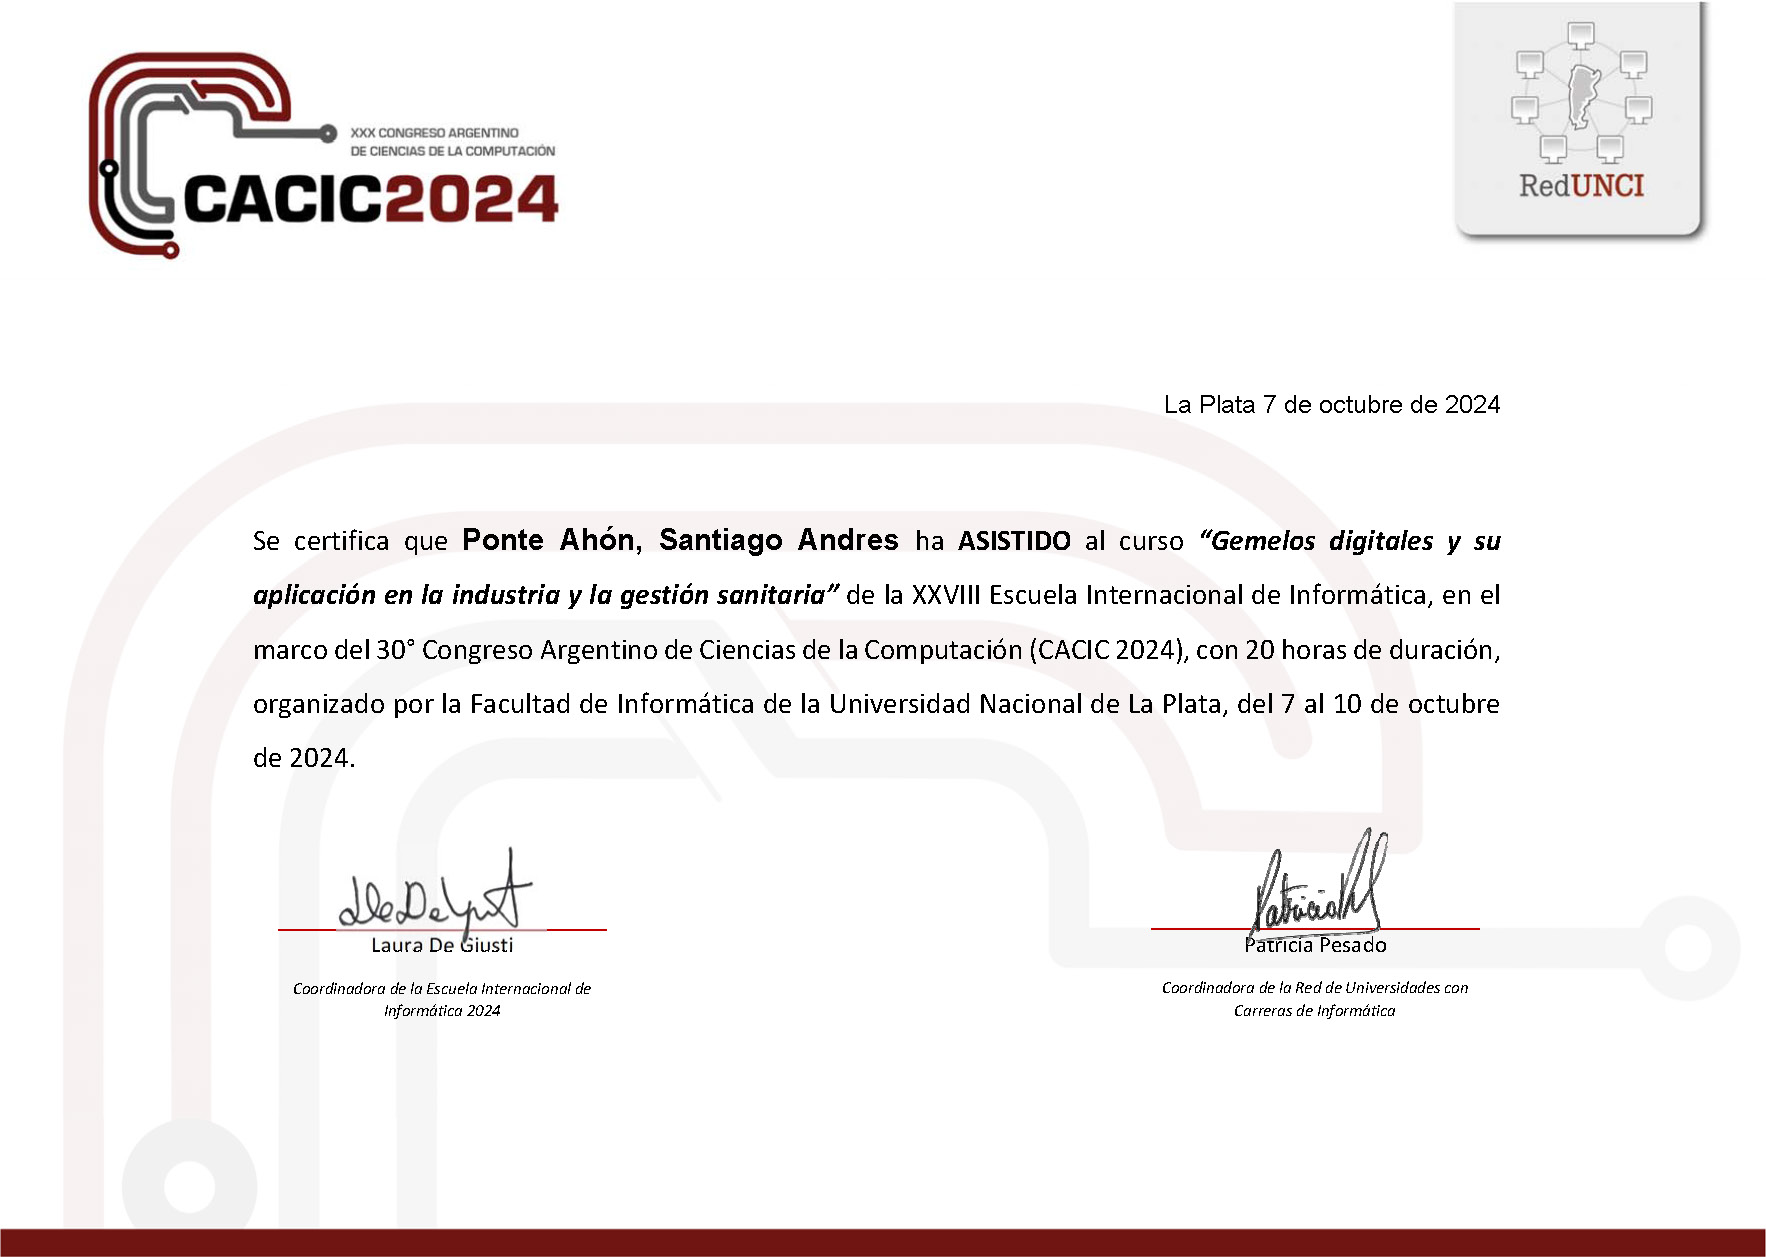 XXX CONGRESO ARGENTINO
DE CIENCIAS DE LA COMPUTACIÓN
CACIC2024
RedUNCI
La Plata 7 de octubre de 2024
Se certifica que Ponte Ahón, Santiago Andres ha ASISTIDO al curso “Gemelos digitales y su
aplicación en la industria y la gestión sanitaria” de la XXVIII Escuela Internacional de Informática, en el
marco del 30° Congreso Argentino de Ciencias de la Computación (CACIC 2024), con 20 horas de duración,
organizado por la Facultad de Informática de la Universidad Nacional de La Plata, del 7 al 10 de octubre
de 2024.
Laura De Giusti
Coordinadora de la Escuela Internacional de
Informática 2024
Patricia Pesado
Coordinadora de la Red de Universidades con
Carreras de Informática